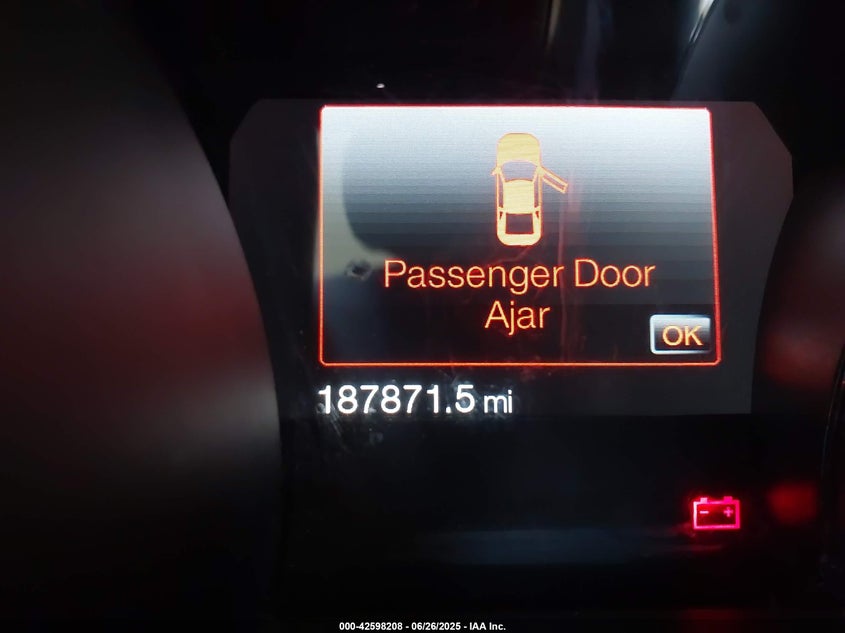 Passenger Door
Ajar
OK
187871.5 mi
000-42598208 - 06/26/2025 - IAA Inc.